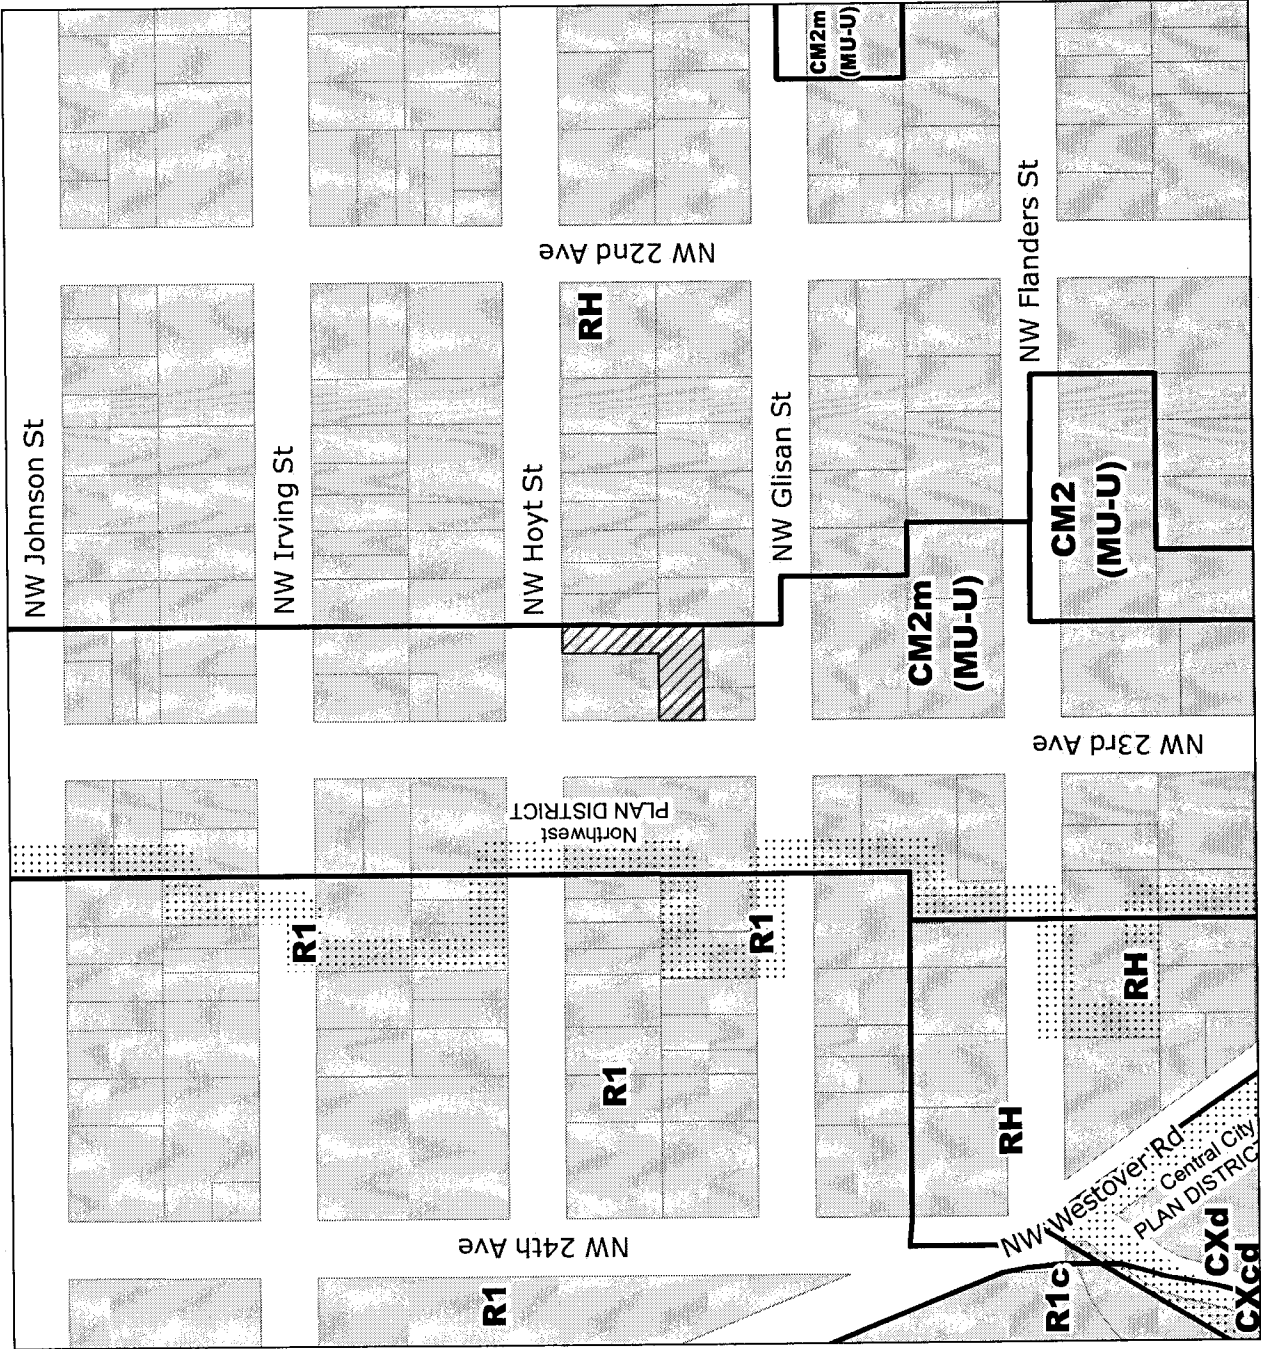 NW Johnson St
NW Irving St
NW Hoyt St
NW Glisan St
NW Flanders St
NW 22nd Ave
NW 23rd Ave
NW 24th Ave
NW Westover Rd
CM2m
(MU-U)
RH
CM2
(MU-U)
CM2m
(MU-U)
Northwest
PLAN DISTRICT
R1
R1
R1
RH
RH
R1
R1c
Central City
PLAN DISTRIC
CXd
CXcd